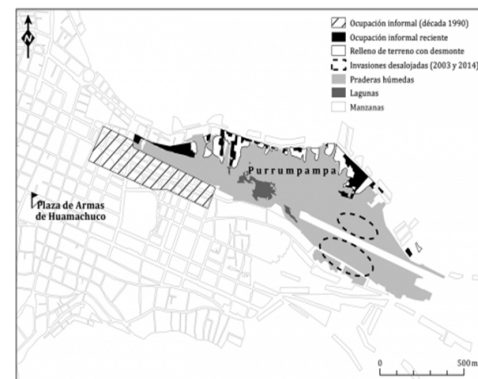 N
Ocupación informal (década 1990)
Ocupación informal reciente
Relleno de terreno con desmonte
Invasiones desalojadas (2003 y 2014)
Praderas húmedas
Lagunas
Manzanas
Purrumpampa
Plaza de Armas
de Huamachuco
0 500 m